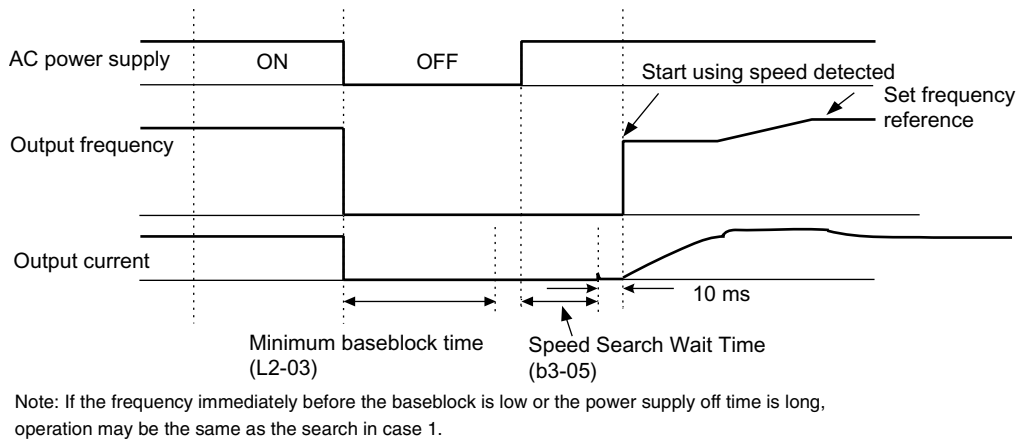 AC power supply
ON
OFF
Start using speed detected
Set frequency
reference
Output frequency
Output current
10 ms
Minimum baseblock time
(L2-03)
Speed Search Wait Time
(b3-05)
Note: If the frequency immediately before the baseblock is low or the power supply off time is long,
operation may be the same as the search in case 1.